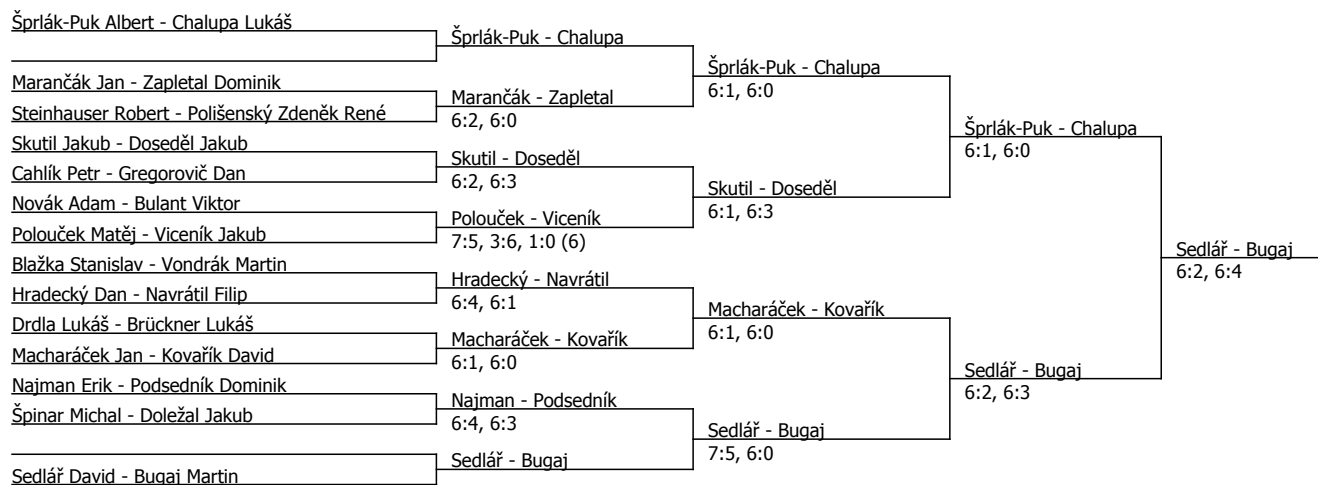 Šprlák-Puk Albert - Chalupa Lukáš
Marančák Jan - Zapletal Dominik
Steinhauser Robert - Polišenský Zdeněk René
Skutil Jakub - Doseděl Jakub
Cahlík Petr - Gregorovič Dan
Novák Adam - Bulant Viktor
Polouček Matěj - Viceník Jakub
Blažka Stanislav - Vondrák Martin
Hradecký Dan - Navrátil Filip
Drdla Lukáš - Brückner Lukáš
Macharáček Jan - Kovařík David
Najman Erik - Podsedník Dominik
Špinar Michal - Doležal Jakub
Sedlář David - Bugaj Martin
Šprlák-Puk - Chalupa
Marančák - Zapletal
6:2, 6:0
Skutil - Doseděl
6:2, 6:3
Polouček - Viceník
7:5, 3:6, 1:0 (6)
Hradecký - Navrátil
6:4, 6:1
Macharáček - Kovařík
6:1, 6:0
Najman - Podsedník
6:4, 6:3
Sedlář - Bugaj
Šprlák-Puk - Chalupa
6:1, 6:0
Skutil - Doseděl
6:1, 6:3
Macharáček - Kovařík
6:1, 6:0
Sedlář - Bugaj
7:5, 6:0
Šprlák-Puk - Chalupa
6:1, 6:0
Sedlář - Bugaj
6:2, 6:3
Sedlář - Bugaj
6:2, 6:4